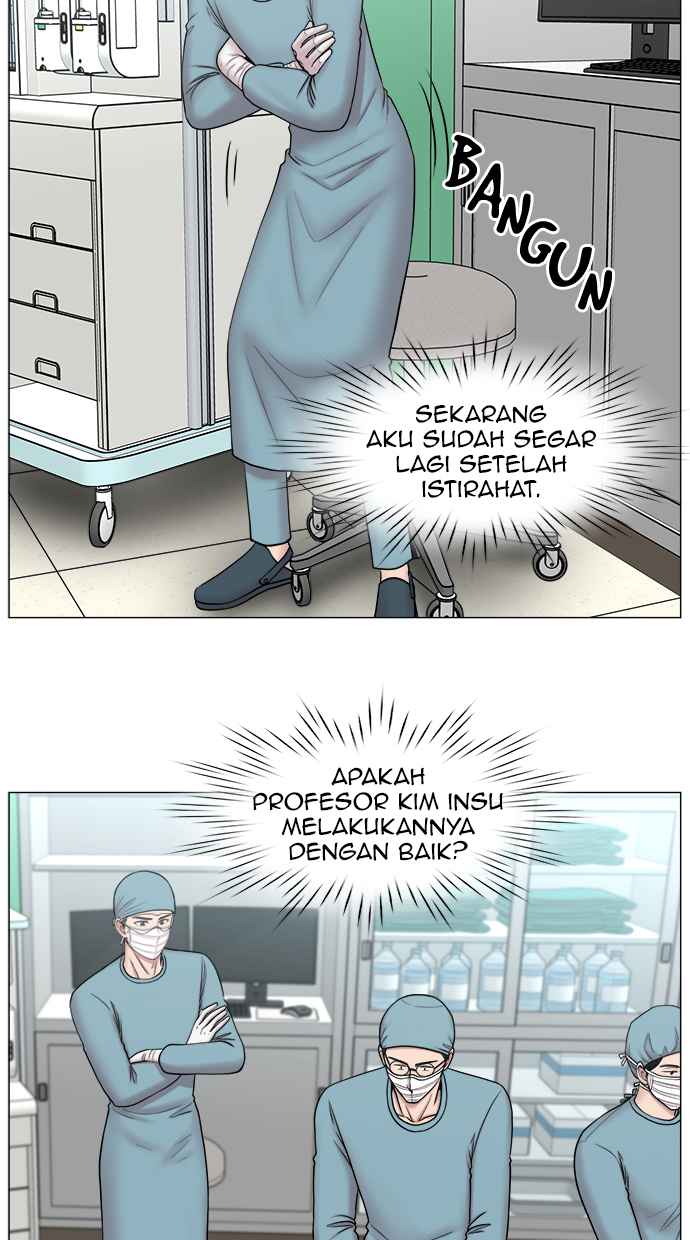 BANGUN
SEKARANG
AKU SUDAH SEGAR
LAGI SETELAH
ISTIRAHAT.
APAKAH
PROFESOR KIM INSU
MELAKUKANNYA
DENGAN BAIK?